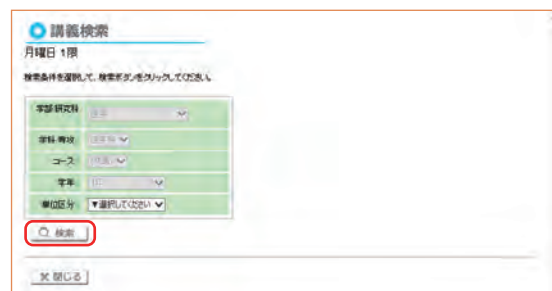 講義検索
月曜日 1限
検索条件を選択して、検索ボタンをクリックしてください。
学部・研究科
学科・専攻
コース
学年
単位区分 ▼選択してください
検索
閉じる